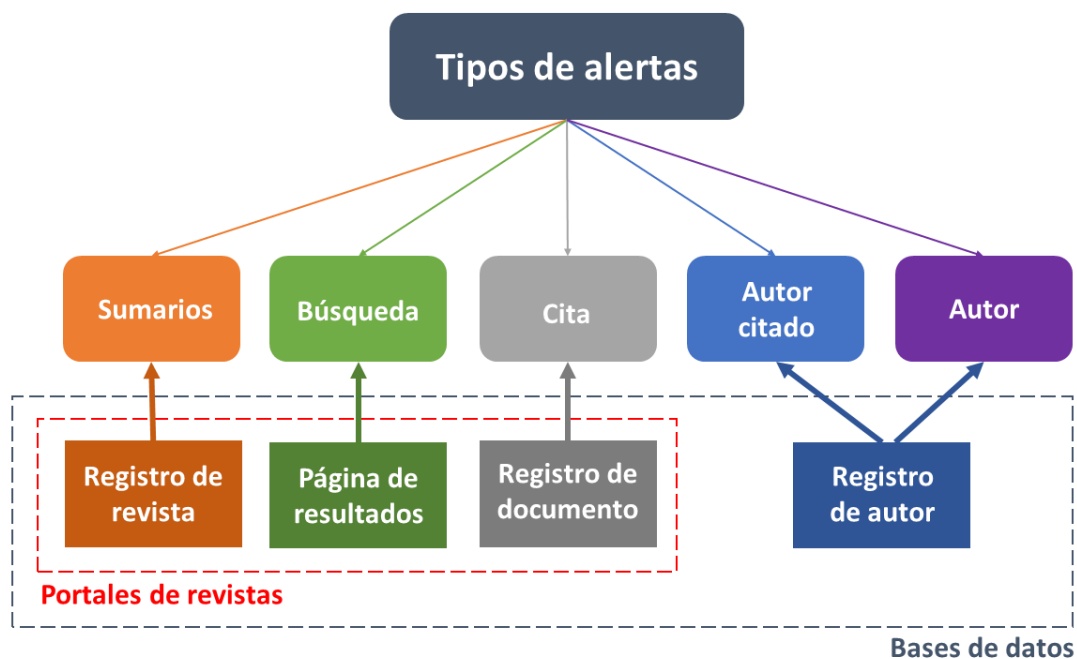 Tipos de alertas
Sumarios
Búsqueda
Cita
Autor
citado
Autor
Registro de
revista
Página de
resultados
Registro de
documento
Registro
de autor
Portales de revistas
Bases de datos